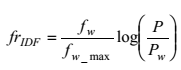 fr_IDF = f_w / f_w_max log(P / P_w)